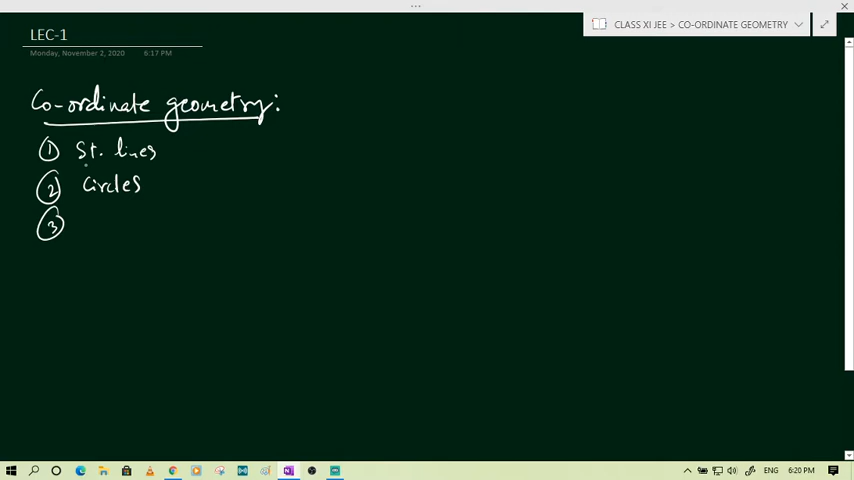 CLASS XI JEE > CO-ORDINATE GEOMETRY
LEC-1
Monday, November 2, 2020 6:17 PM
Co-ordinate geometry:
① St. lines
② Circles
③
ENG 6:20 PM